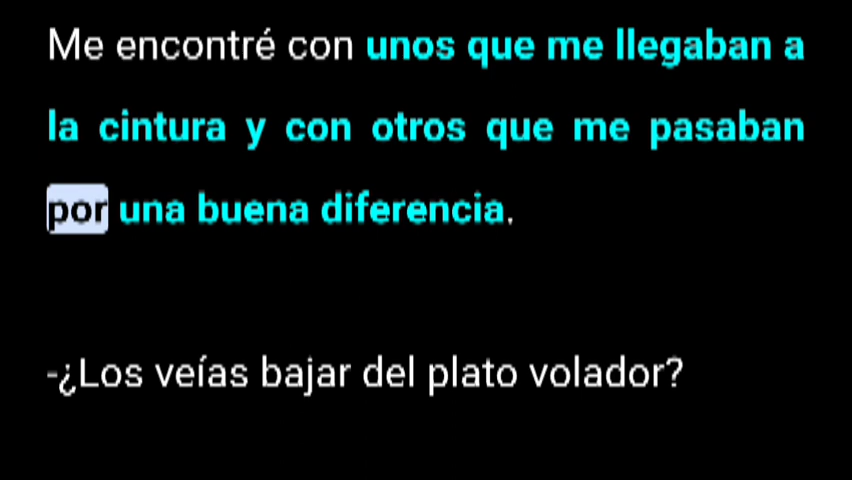 Me encontré con unos que me llegaban a
la cintura y con otros que me pasaban
por una buena diferencia.
-¿Los veías bajar del plato volador?